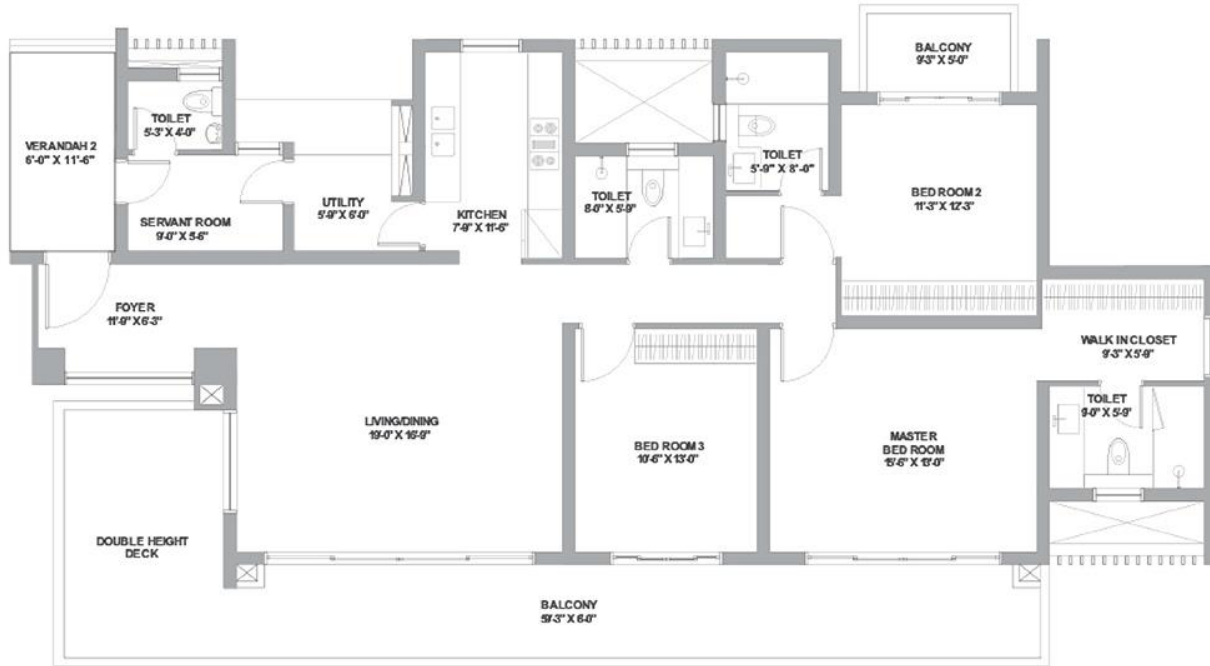 BALCONY
9'-3" X 5'-0"
TOILET
5'-3" X 4'-0"
VERANDAH 2
6'-0" X 11'-6"
TOILET
5'-9" X 8'-0"
BED ROOM 2
11'-3" X 12'-3"
UTILITY
5'-9" X 6'-0"
TOILET
8'-0" X 5'-9"
SERVANT ROOM
9'-0" X 5'-6"
KITCHEN
7'-9" X 11'-6"
FOYER
11'-9" X 6'-3"
WALK IN CLOSET
9'-3" X 5'-9"
TOILET
9'-0" X 5'-9"
LIVING/DINING
19'-0" X 16'-9"
BED ROOM 3
10'-6" X 13'-0"
MASTER
BED ROOM
15'-6" X 13'-0"
DOUBLE HEIGHT
DECK
BALCONY
59'-3" X 6'-0"